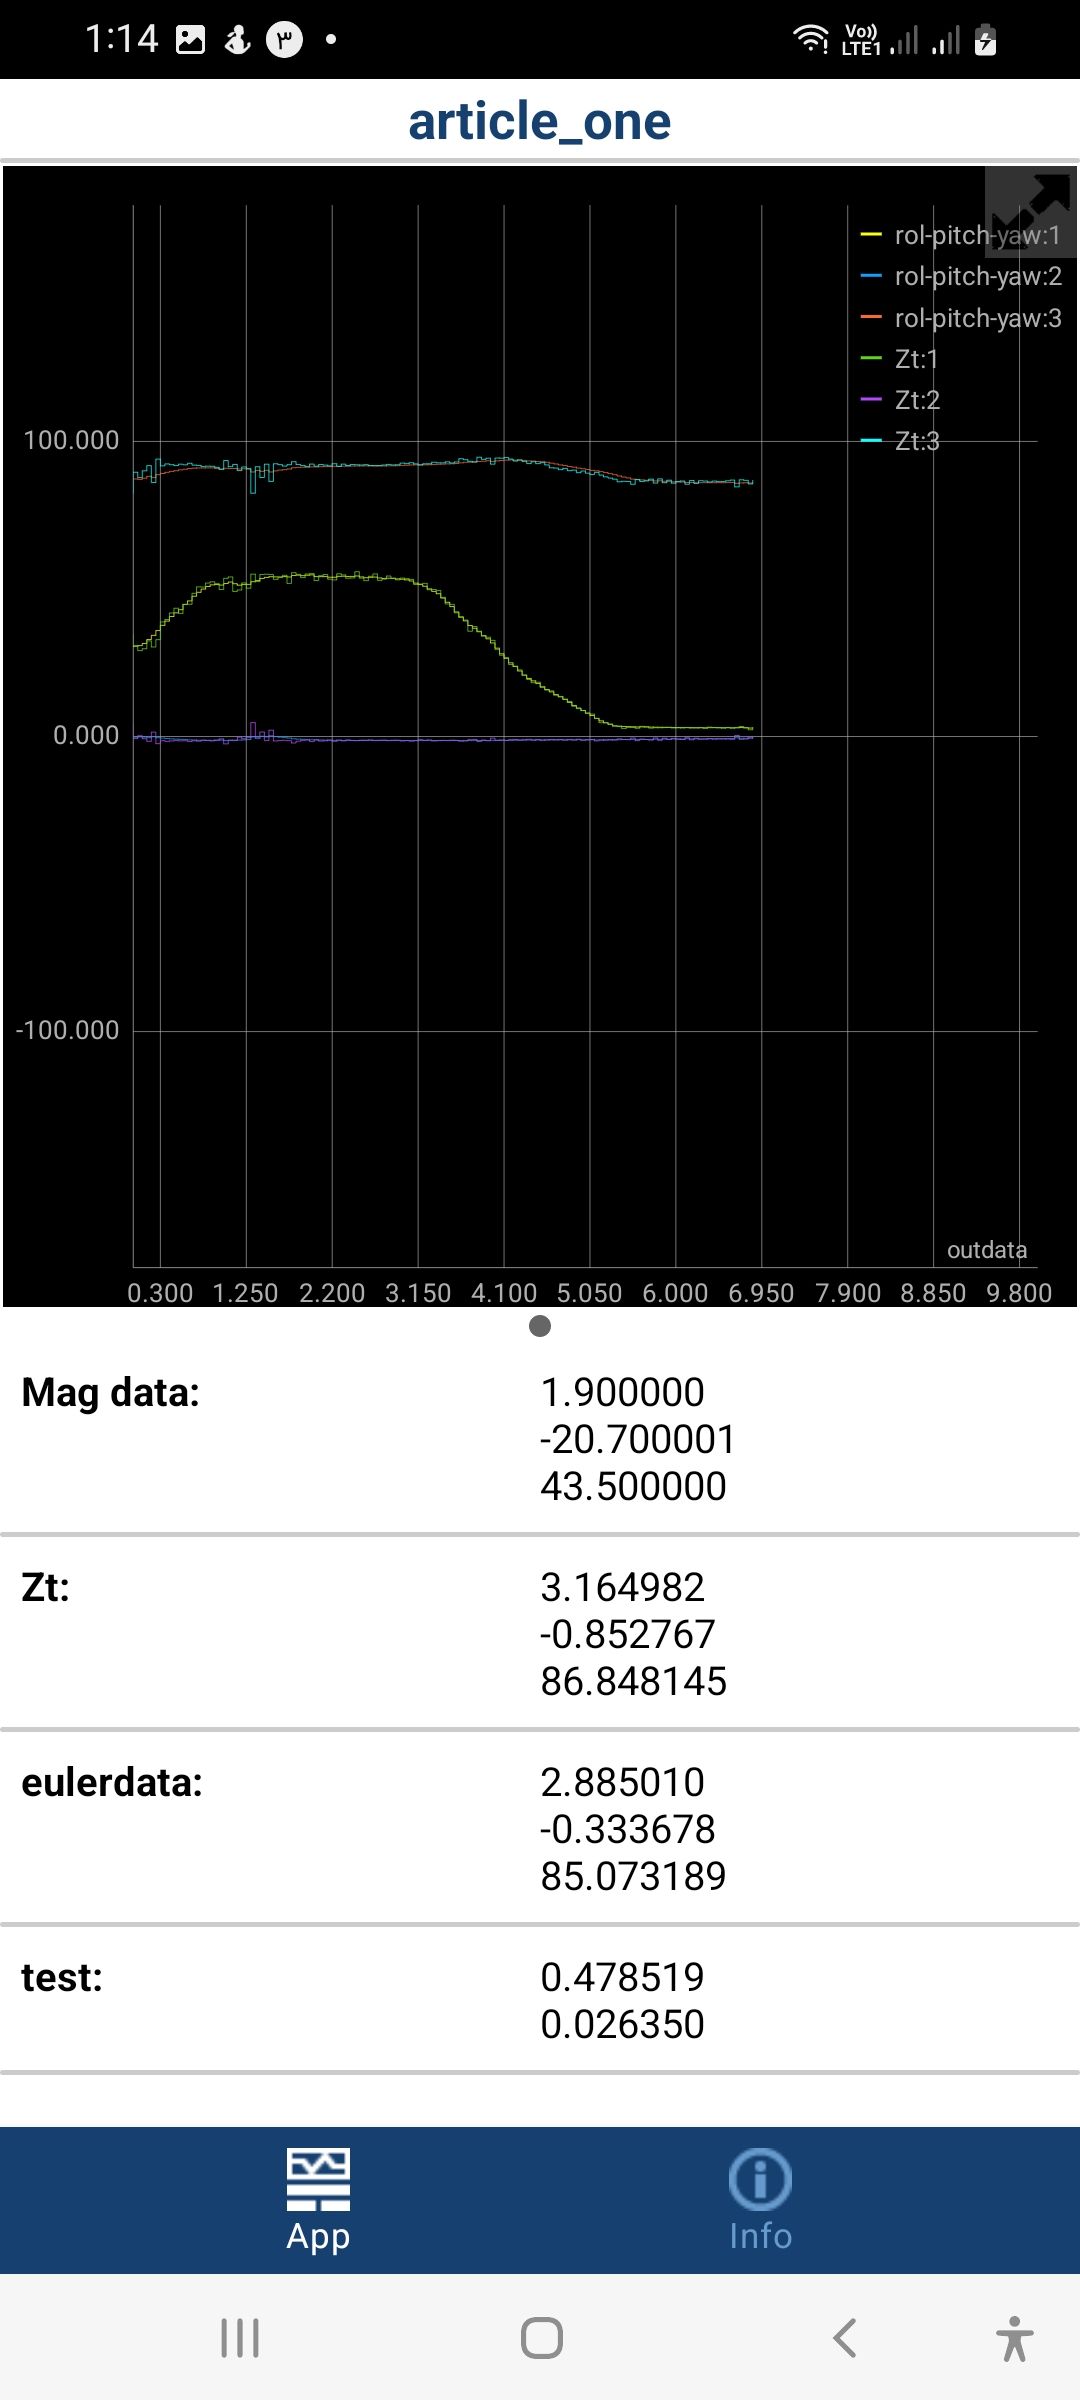 1:14 ٣ Vo)) LTE1
article_one
rol-pitch-yaw:1
rol-pitch-yaw:2
rol-pitch-yaw:3
Zt:1
Zt:2
Zt:3
100.000
0.000
-100.000
outdata
0.300 1.250 2.200 3.150 4.100 5.050 6.000 6.950 7.900 8.850 9.800
Mag data: 1.900000
-20.700001
43.500000
Zt: 3.164982
-0.852767
86.848145
eulerdata: 2.885010
-0.333678
85.073189
test: 0.478519
0.026350
App Info